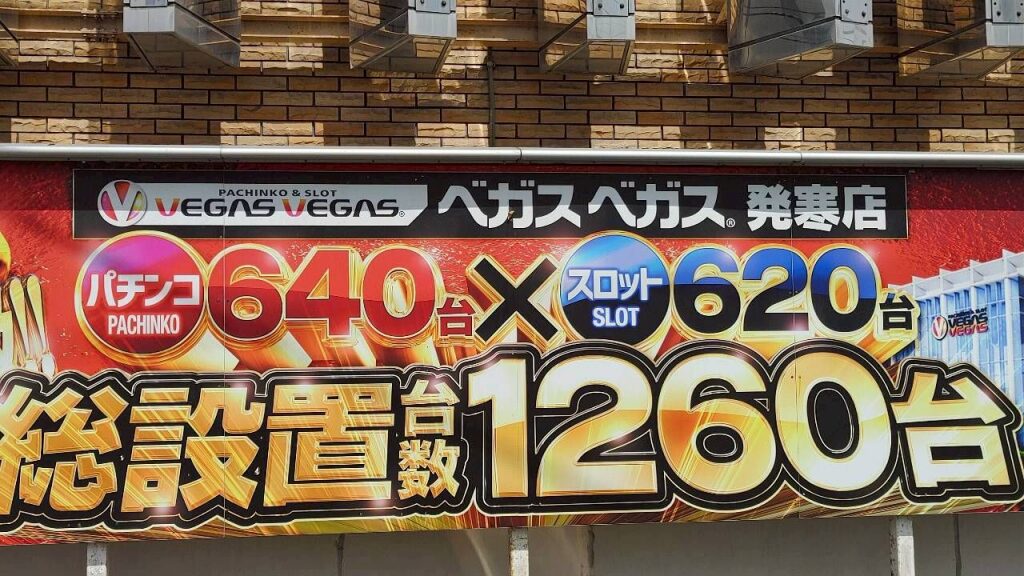 PACHINKO & SLOT
VEGAS VEGAS® ベガスベガス® 発寒店
パチンコ PACHINKO 640台×スロット SLOT 620台
総設置台数1260台
VEGAS VEGAS